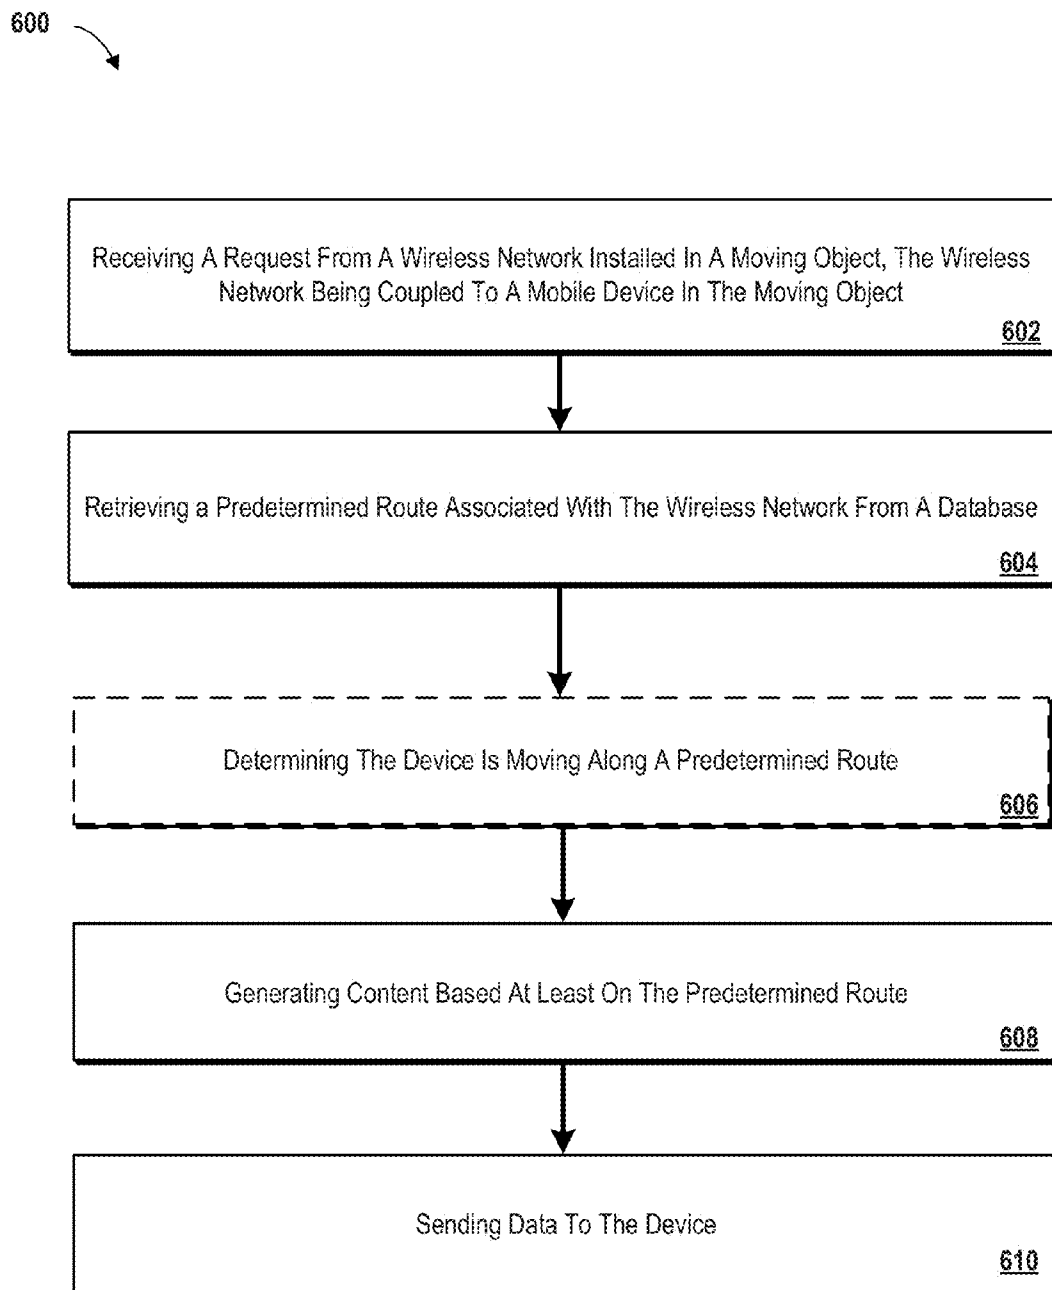 600
Receiving A Request From A Wireless Network Installed In A Moving Object, The Wireless
Network Being Coupled To A Mobile Device In The Moving Object
602
Retrieving a Predetermined Route Associated With The Wireless Network From A Database
604
Determining The Device Is Moving Along A Predetermined Route
606
Generating Content Based At Least On The Predetermined Route
608
Sending Data To The Device
610